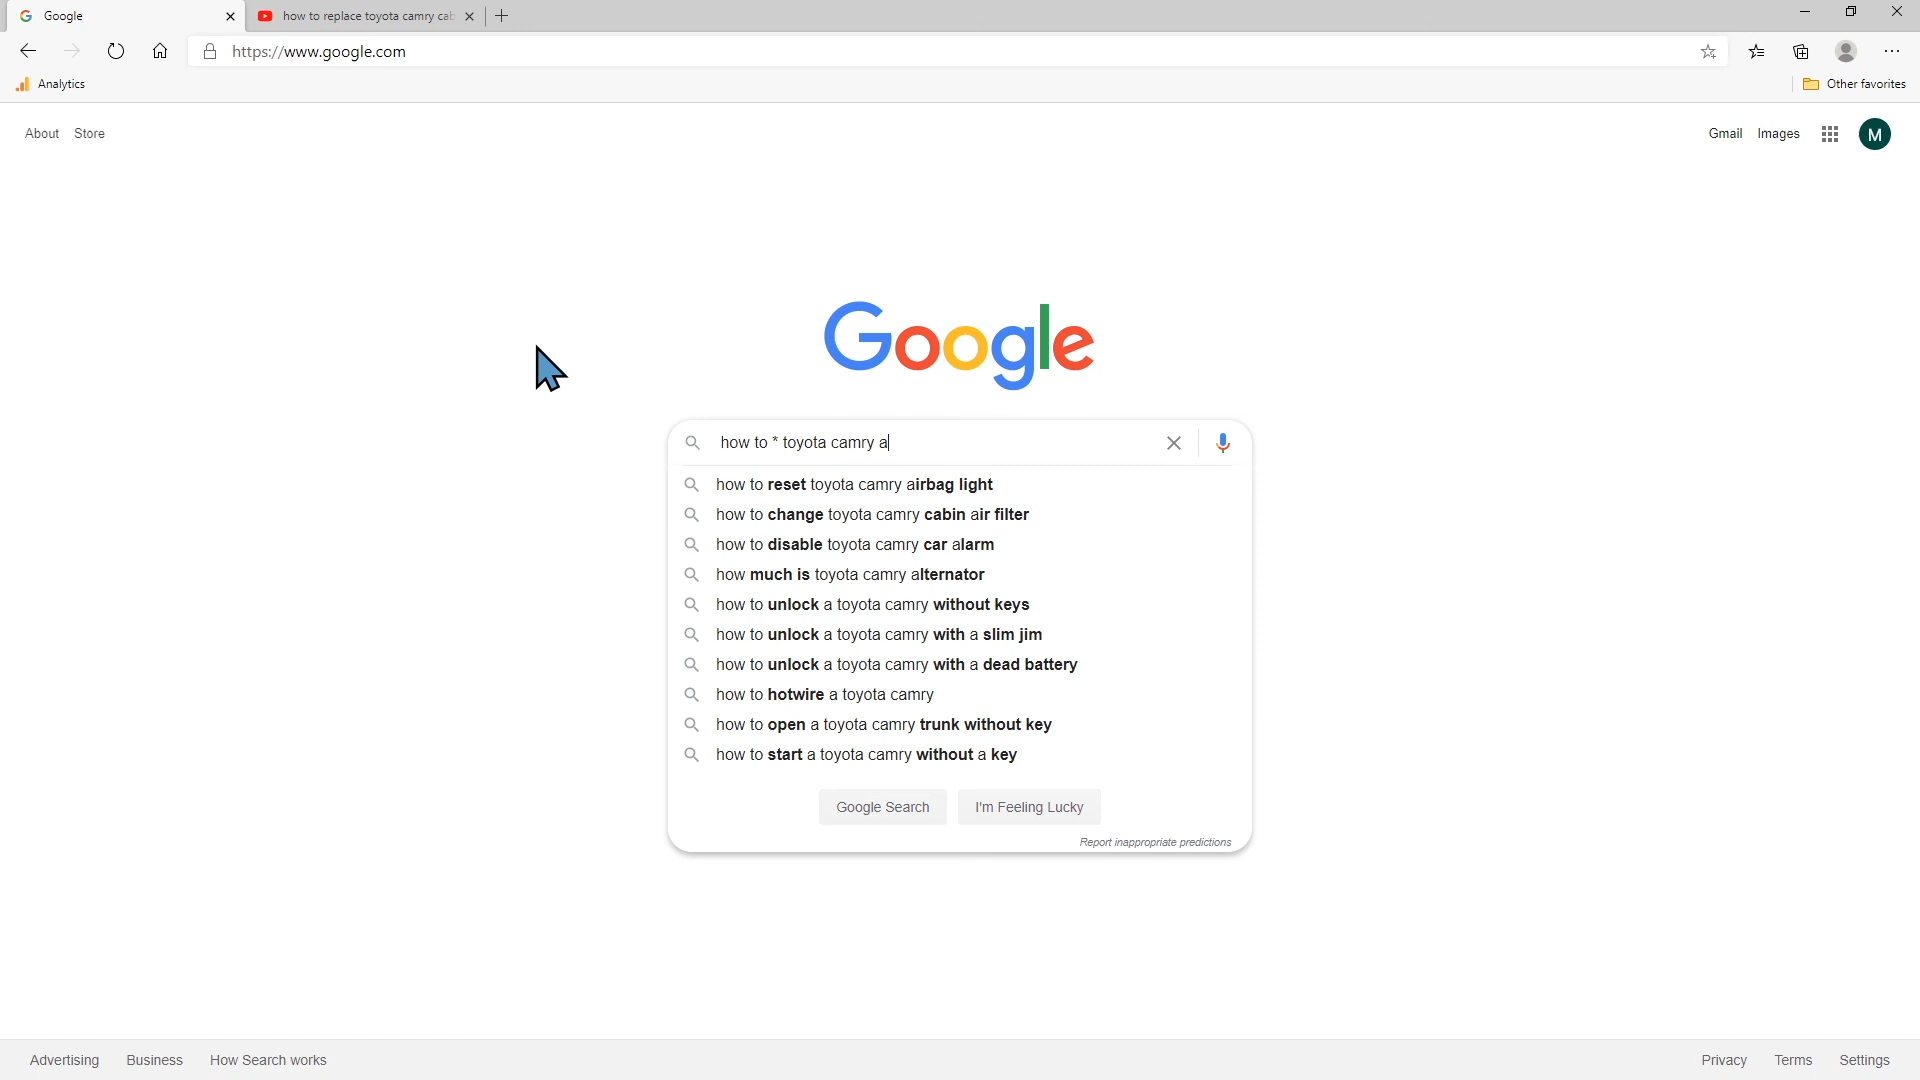 Google
how to replace toyota camry cab
https://www.google.com
Analytics
Other favorites
About Store
Gmail Images
M
Google
how to * toyota camry a
how to reset toyota camry airbag light
how to change toyota camry cabin air filter
how to disable toyota camry car alarm
how much is toyota camry alternator
how to unlock a toyota camry without keys
how to unlock a toyota camry with a slim jim
how to unlock a toyota camry with a dead battery
how to hotwire a toyota camry
how to open a toyota camry trunk without key
how to start a toyota camry without a key
Google Search I'm Feeling Lucky
Report inappropriate predictions
Advertising Business How Search works
Privacy Terms Settings